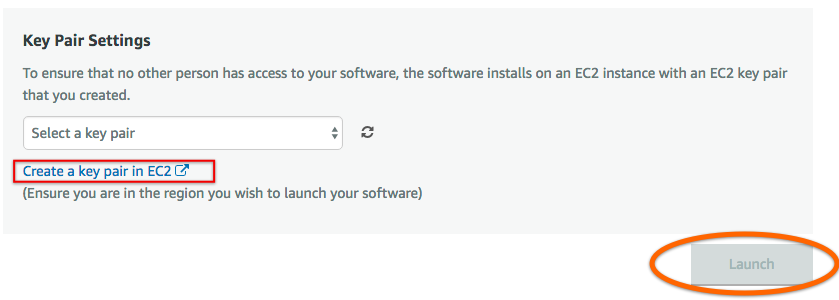 Key Pair Settings
To ensure that no other person has access to your software, the software installs on an EC2 instance with an EC2 key pair
that you created.
Select a key pair
Create a key pair in EC2
(Ensure you are in the region you wish to launch your software)
Launch